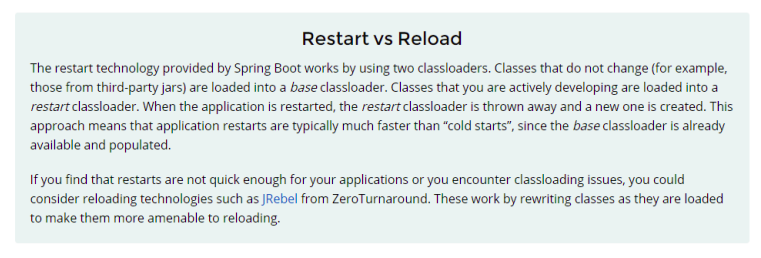 Restart vs Reload
The restart technology provided by Spring Boot works by using two classloaders. Classes that do not change (for example,
those from third-party jars) are loaded into a base classloader. Classes that you are actively developing are loaded into a
restart classloader. When the application is restarted, the restart classloader is thrown away and a new one is created. This
approach means that application restarts are typically much faster than “cold starts”, since the base classloader is already
available and populated.
If you find that restarts are not quick enough for your applications or you encounter classloading issues, you could
consider reloading technologies such as JRebel from ZeroTurnaround. These work by rewriting classes as they are loaded
to make them more amenable to reloading.